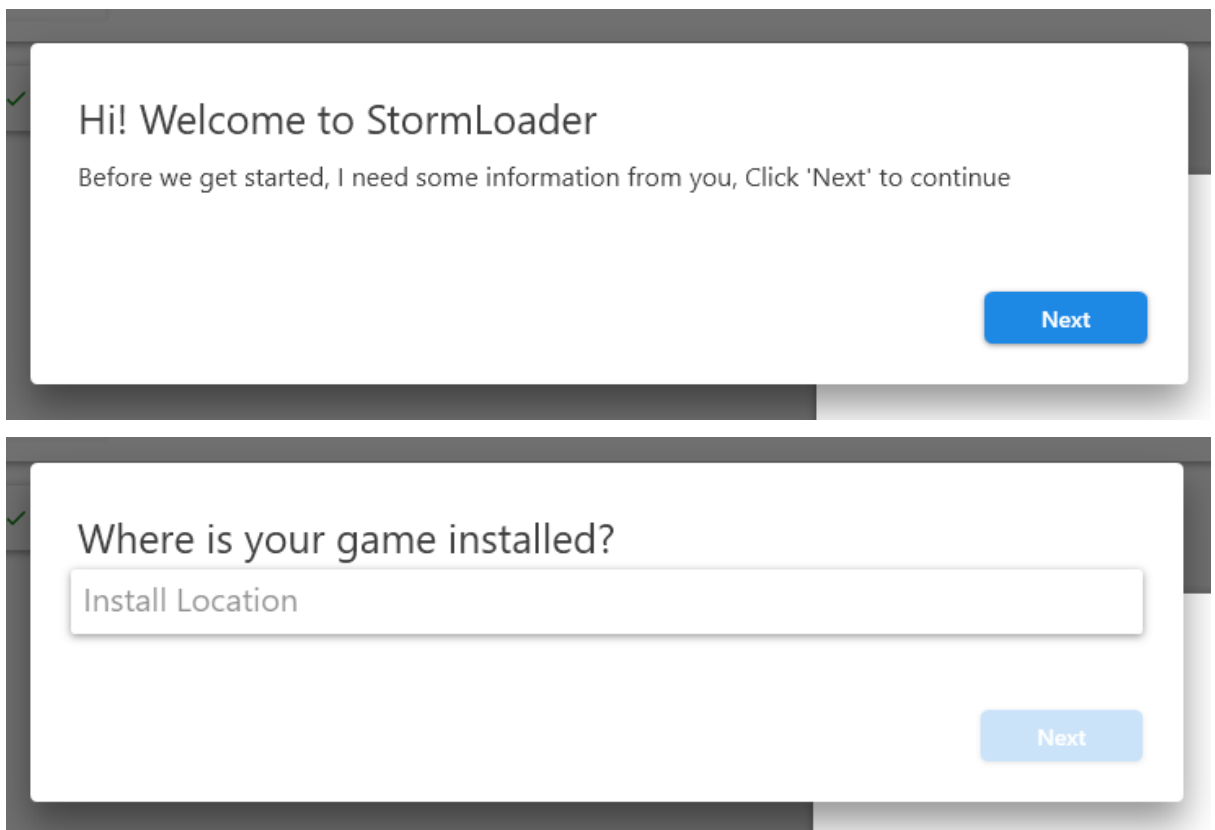 Hi! Welcome to StormLoader
Before we get started, I need some information from you, Click 'Next' to continue
Next
Where is your game installed?
Install Location
Next